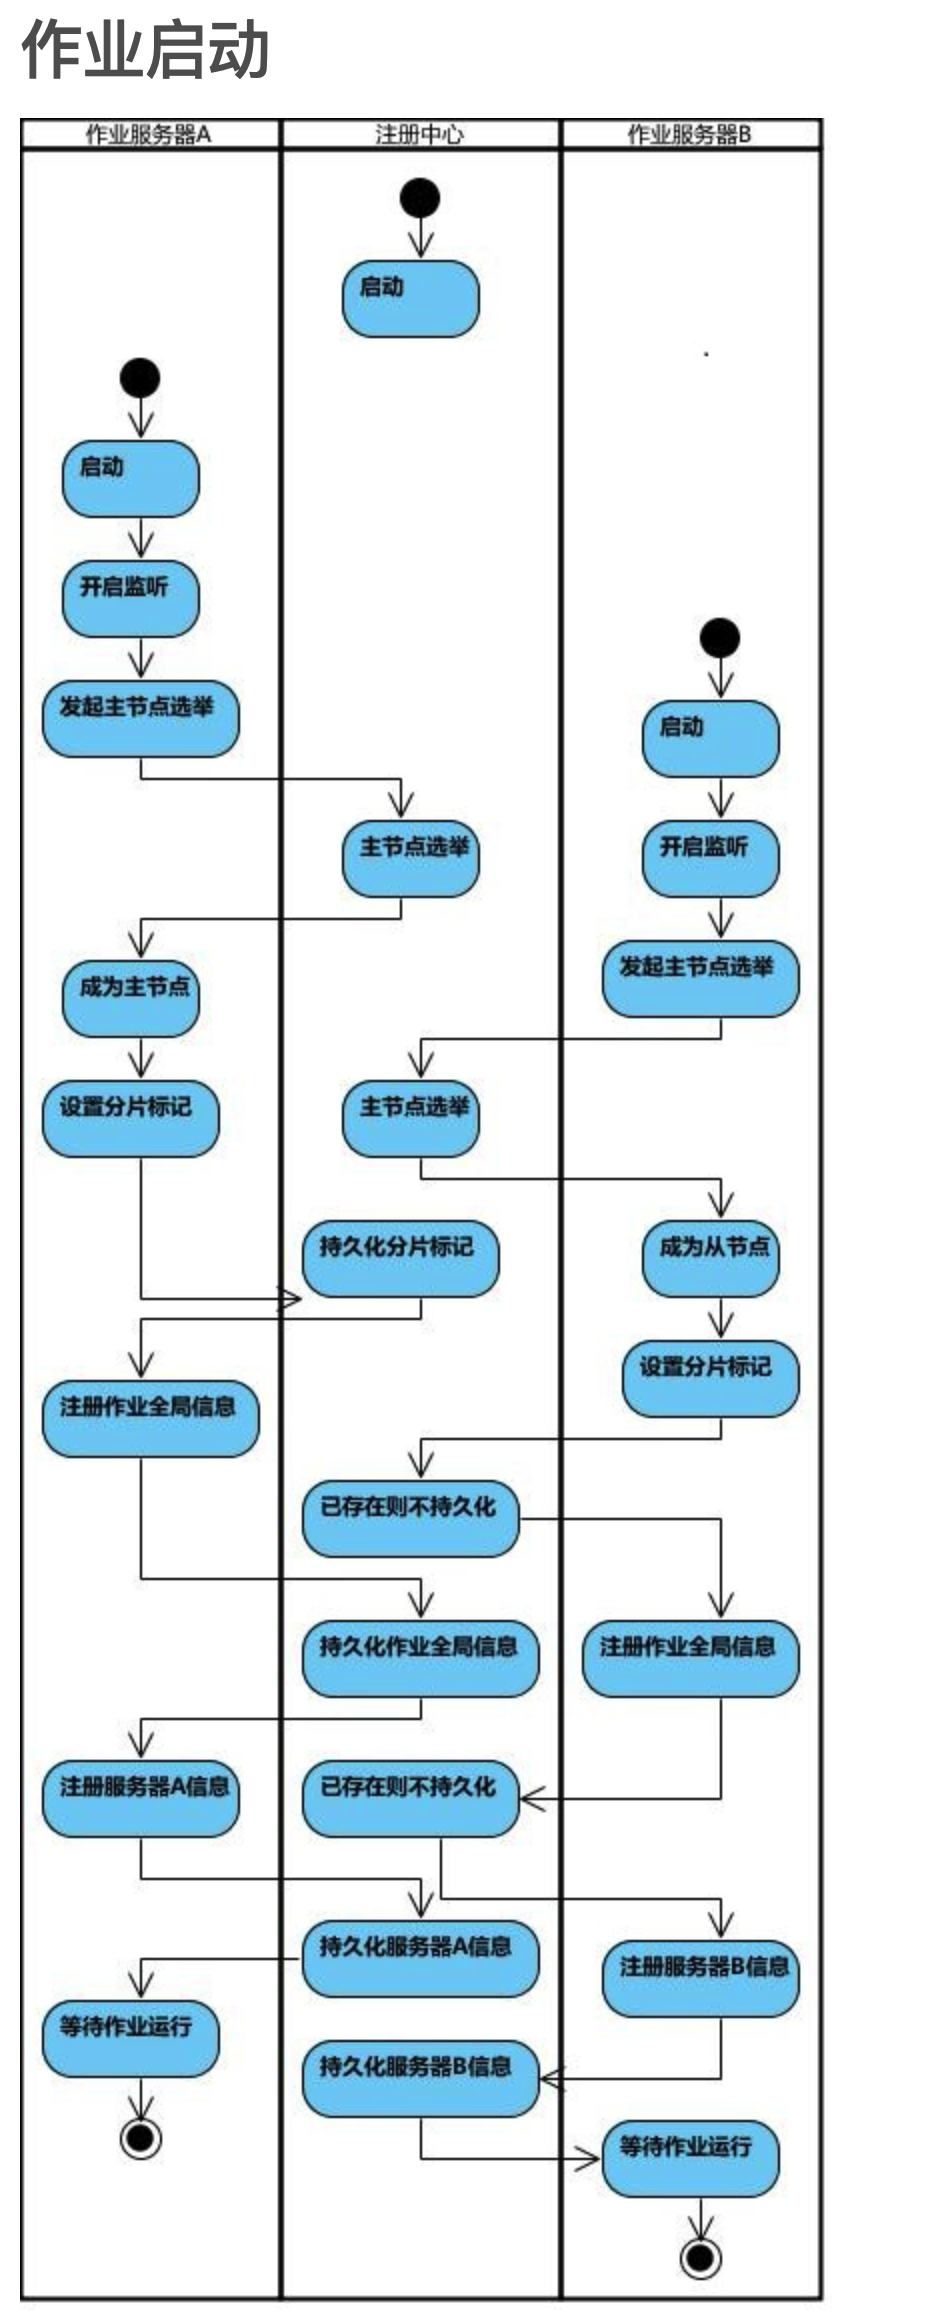 作业启动
作业服务器A
注册中心
作业服务器B
启动
启动
开启监听
发起主节点选举
启动
主节点选举
开启监听
发起主节点选举
成为主节点
设置分片标记
主节点选举
持久化分片标记
成为从节点
设置分片标记
注册作业全局信息
已存在则不持久化
持久化作业全局信息
注册作业全局信息
注册服务器A信息
已存在则不持久化
持久化服务器A信息
注册服务器B信息
等待作业运行
持久化服务器B信息
等待作业运行